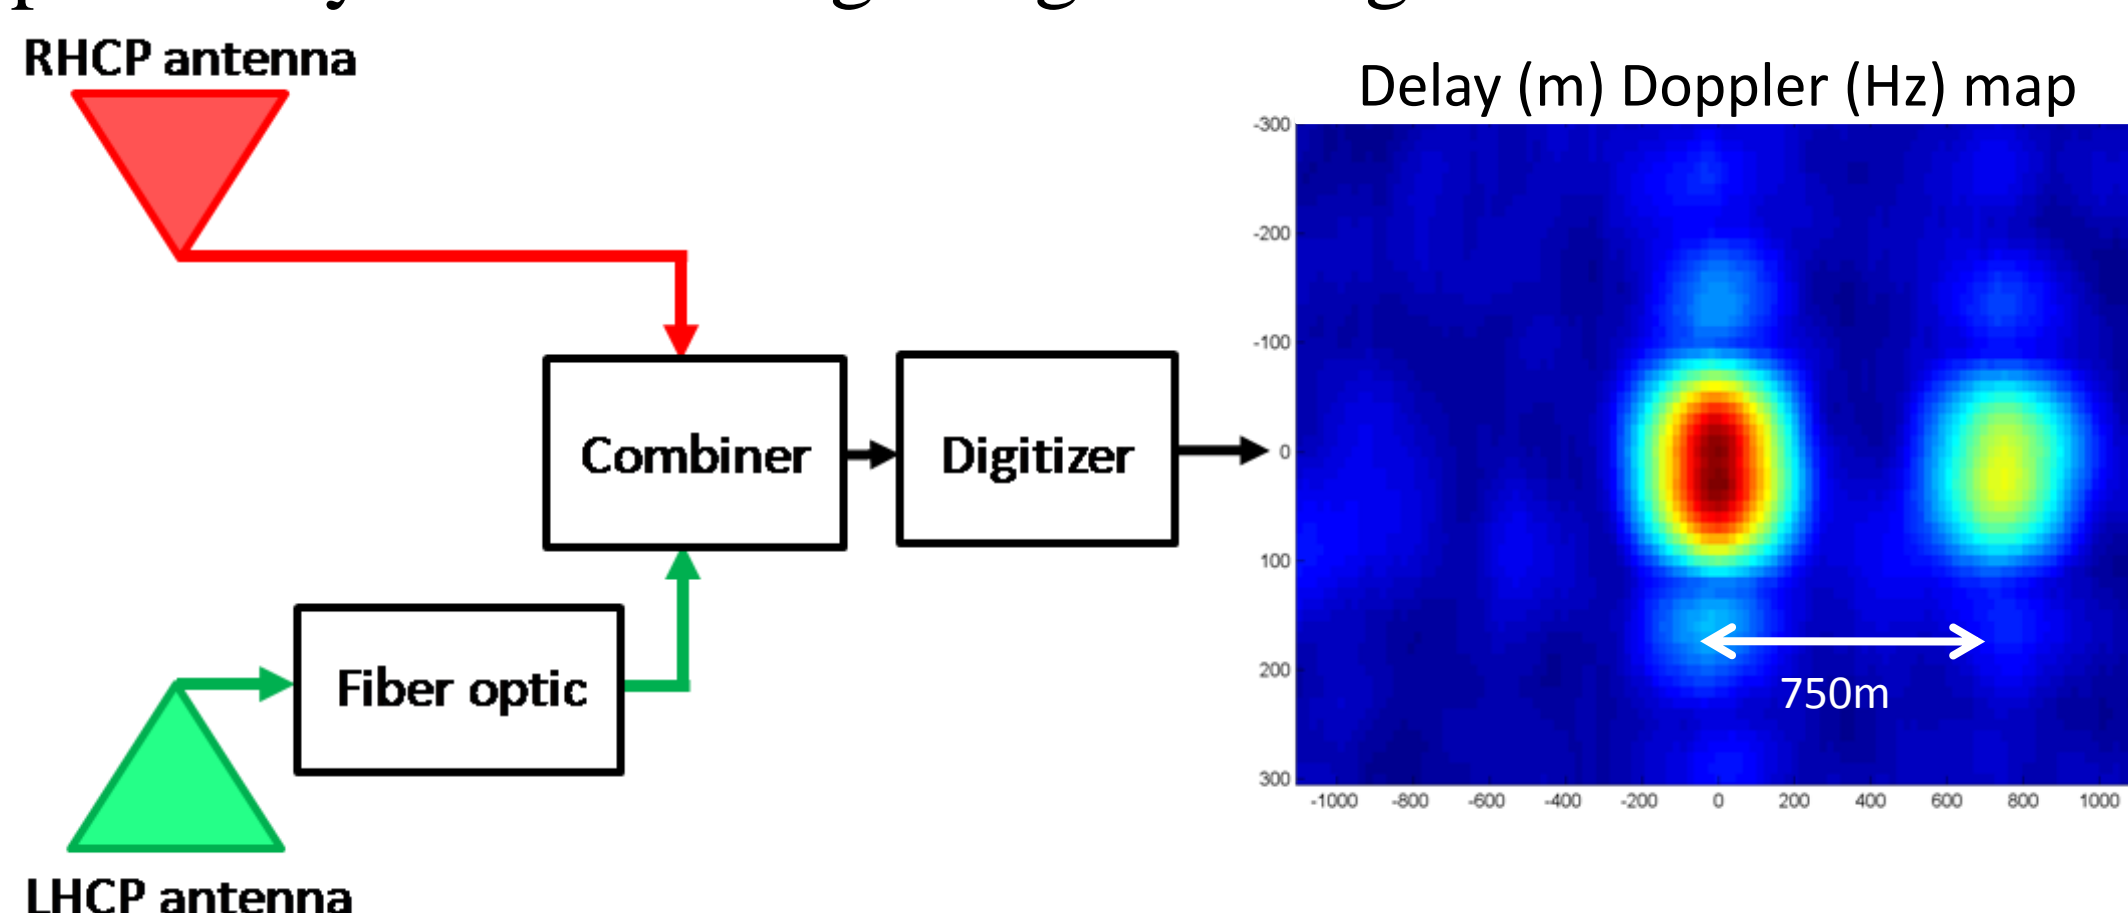 RHCP antenna
Delay (m) Doppler (Hz) map
-300
-200
-100
0
100
200
300
-1000 -800 -600 -400 -200 0 200 400 600 800 1000
750m
Combiner
Digitizer
Fiber optic
LHCP antenna